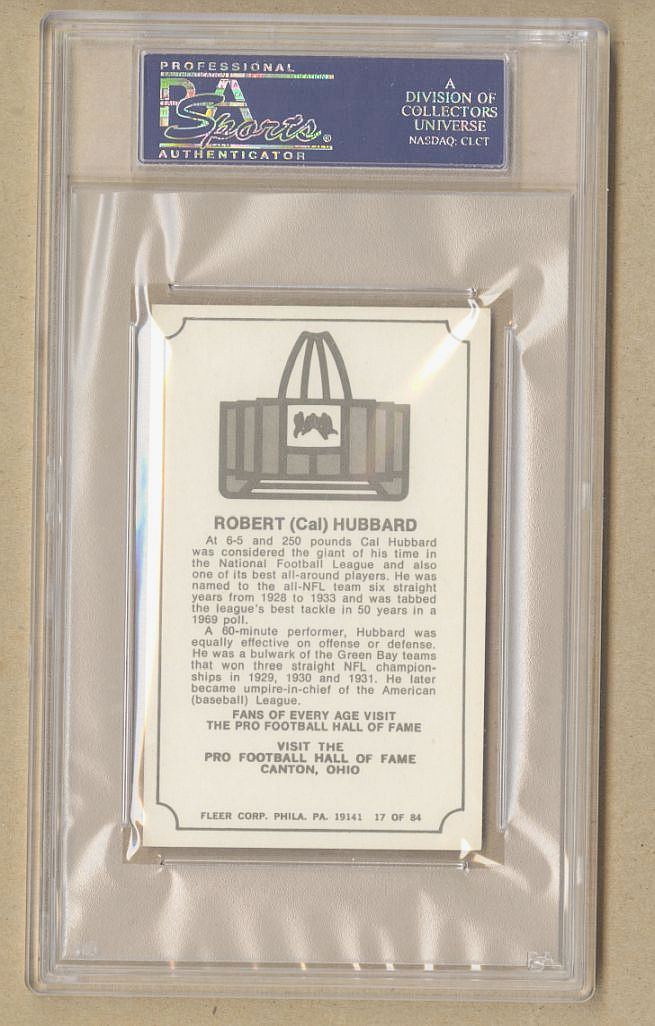 PROFESSIONAL
PSA
Sports®
AUTHENTICATOR
A
DIVISION OF
COLLECTORS
UNIVERSE
NASDAQ: CLCT
ROBERT (Cal) HUBBARD
At 6-5 and 250 pounds Cal Hubbard
was considered the giant of his time in
the National Football League and also
one of its best all-around players. He was
named to the all-NFL team six straight
years from 1928 to 1933 and was tabbed
the league's best tackle in 50 years in a
1969 poll.
A 60-minute performer, Hubbard was
equally effective on offense or defense.
He was a bulwark of the Green Bay teams
that won three straight NFL champion-
ships in 1929, 1930 and 1931. He later
became umpire-in-chief of the American
(baseball) League.
FANS OF EVERY AGE VISIT
THE PRO FOOTBALL HALL OF FAME
VISIT THE
PRO FOOTBALL HALL OF FAME
CANTON, OHIO
FLEER CORP. PHILA. PA. 19141 17 OF 84
PSA